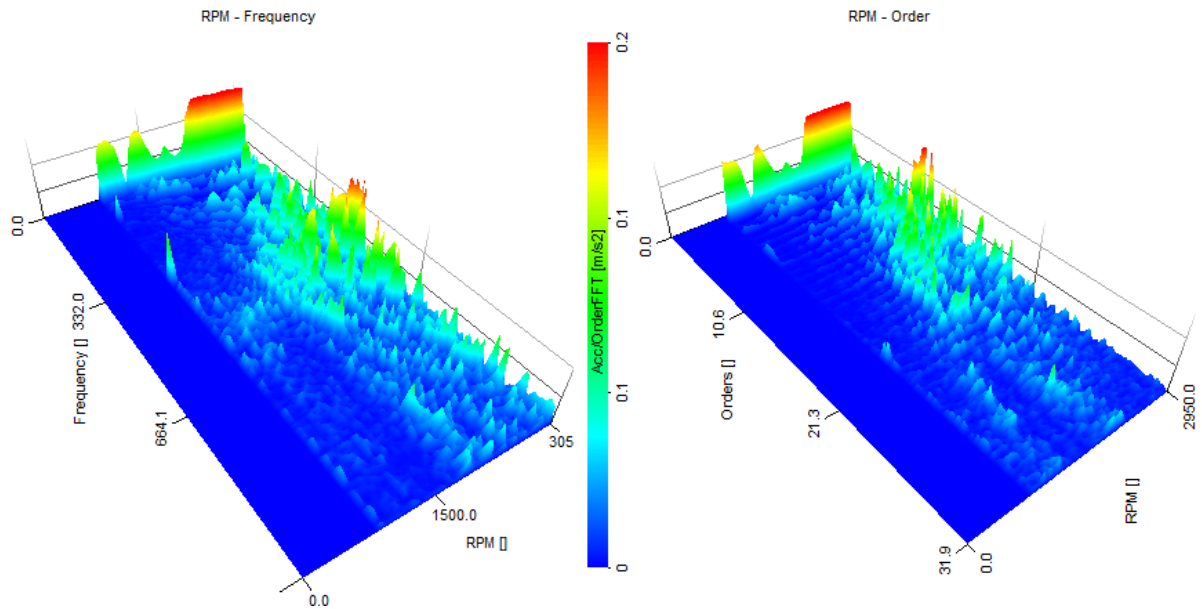 RPM - Frequency
0.0
332.0
Frequency []
664.1
0.0
RPM []
1500.0
305
0.2
0.1
Acc/OrderFFT [m/s2]
0.1
0
RPM - Order
0.0
10.6
Orders []
21.3
31.9
0.0
RPM []
2950.0